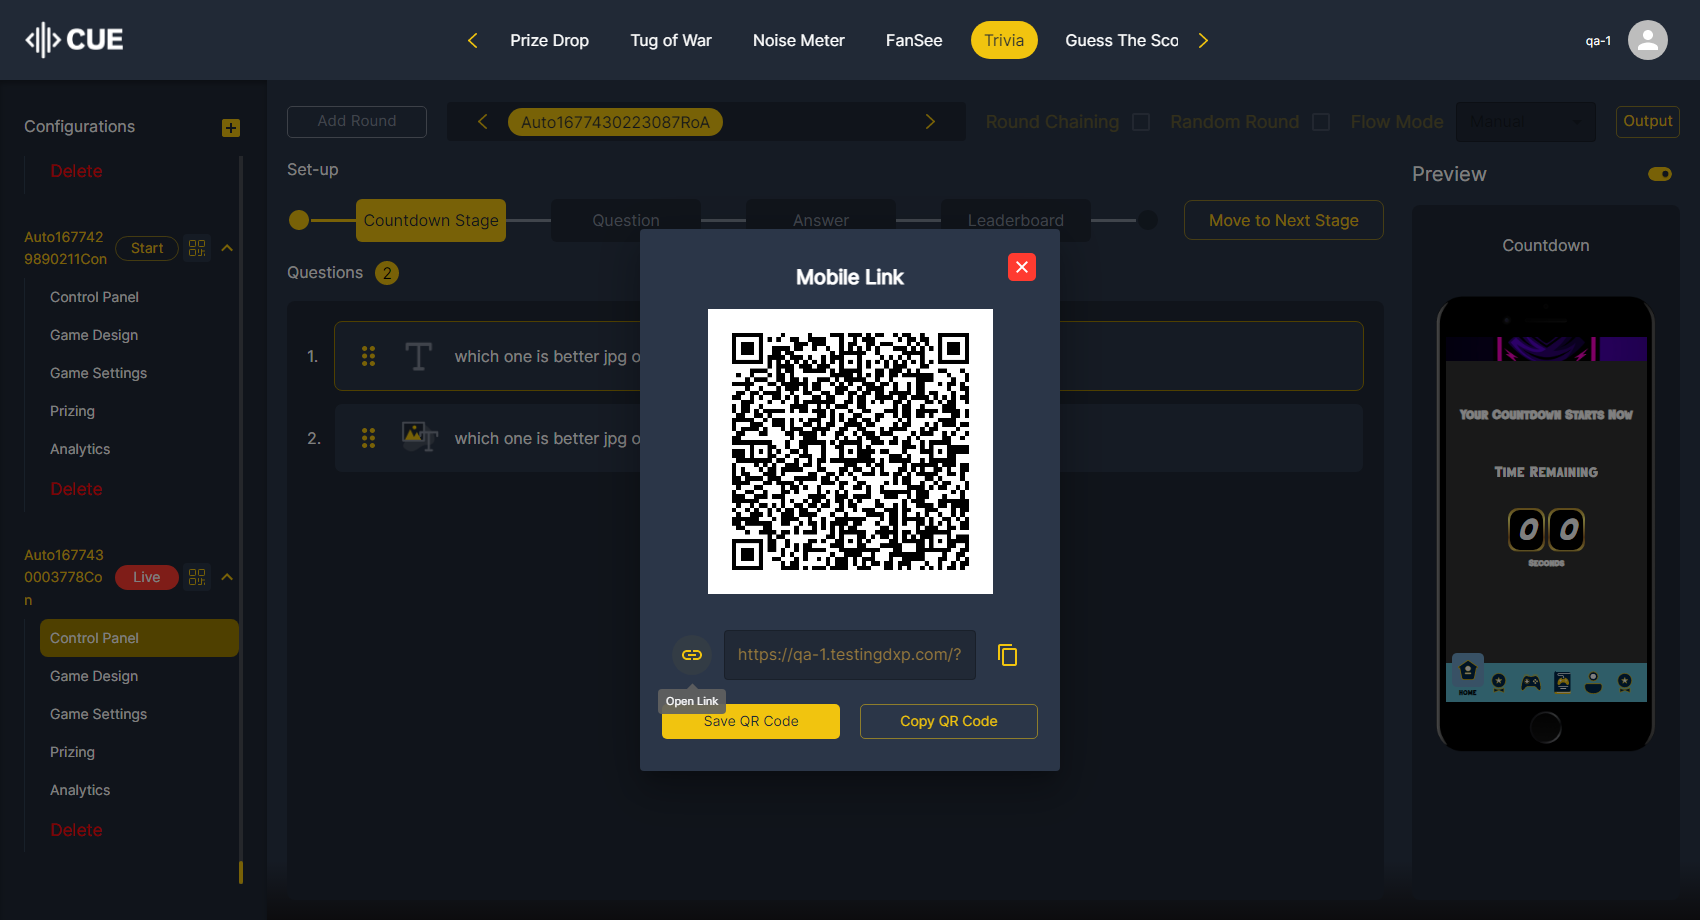 CUE
Prize Drop
Tug of War
Noise Meter
FanSee
Trivia
Guess The Sco
qa-1
Configurations
Delete
Auto167742
9890211Con
Start
Control Panel
Game Design
Game Settings
Prizing
Analytics
Delete
Auto167743
0003778Co
n
Live
Control Panel
Game Design
Game Settings
Prizing
Analytics
Delete
Add Round
Auto1677430223087RoA
Round Chaining
Random Round
Flow Mode
Manual
Output
Set-up
Countdown Stage
Question
Answer
Leaderboard
Move to Next Stage
Questions 2
1. which one is better jpg o
2. which one is better jpg o
Mobile Link
https://qa-1.testingdxp.com/?
Open Link
Save QR Code
Copy QR Code
Preview
Countdown
Your Countdown Starts Now
Time Remaining
0 0
Seconds
HOME